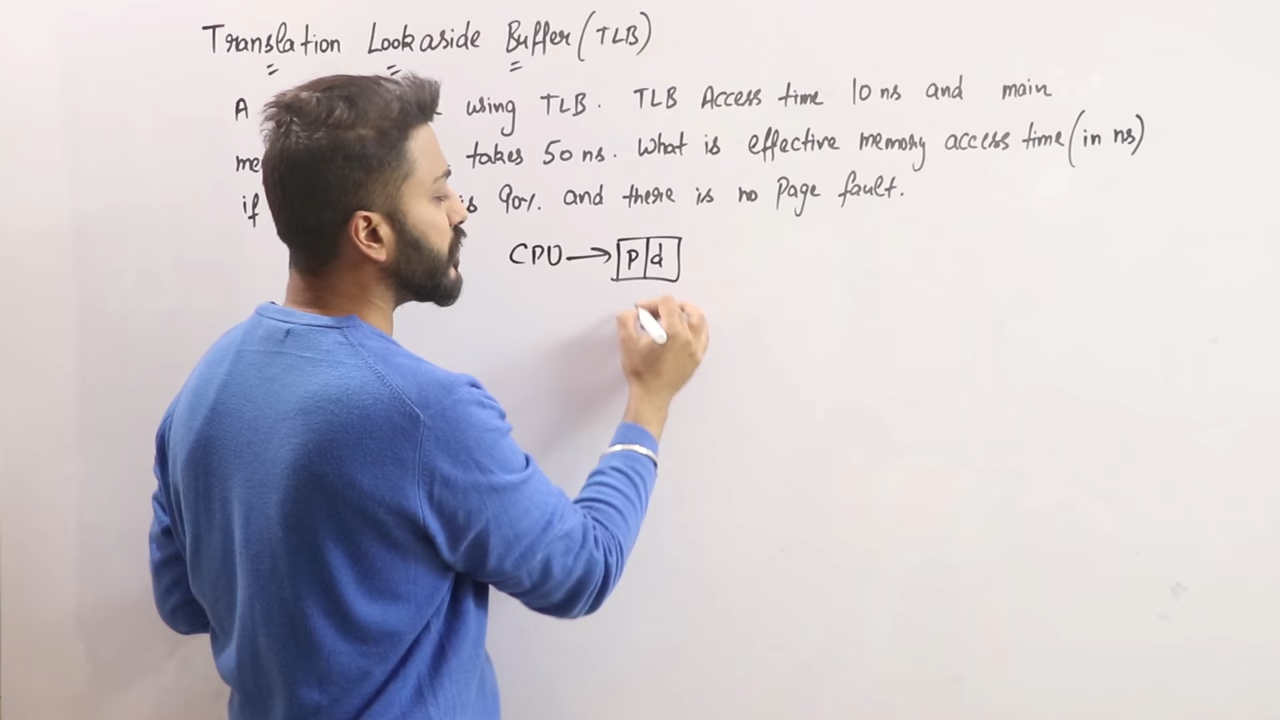 Translation Lookaside Buffer (TLB)
A using TLB. TLB Access time 10 ns and main
me takes 50 ns. What is effective memory access time (in ns)
if is 90%. and there is no Page fault.
CPU → p d